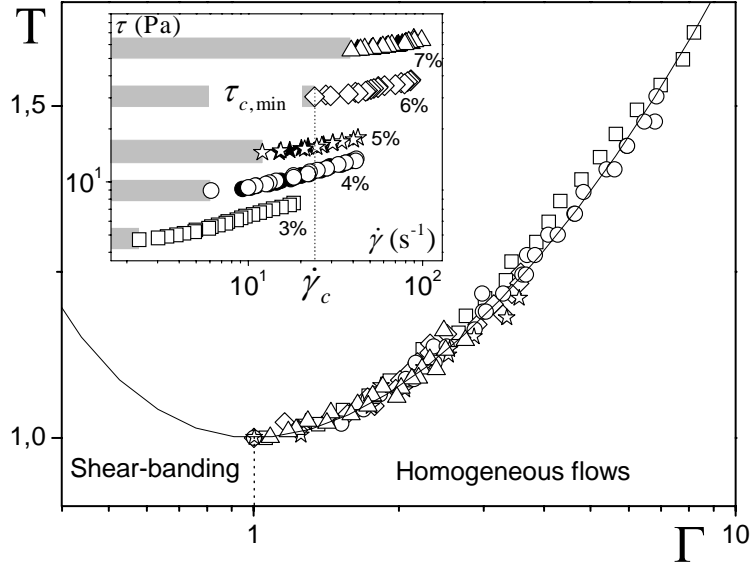 T
τ (Pa)
7%
τc,min
6%
5%
10¹
4%
3%
γ̇ (s⁻¹)
10¹
γ̇c
10²
1,5
1,0
Shear-banding
Homogeneous flows
1
Γ
10